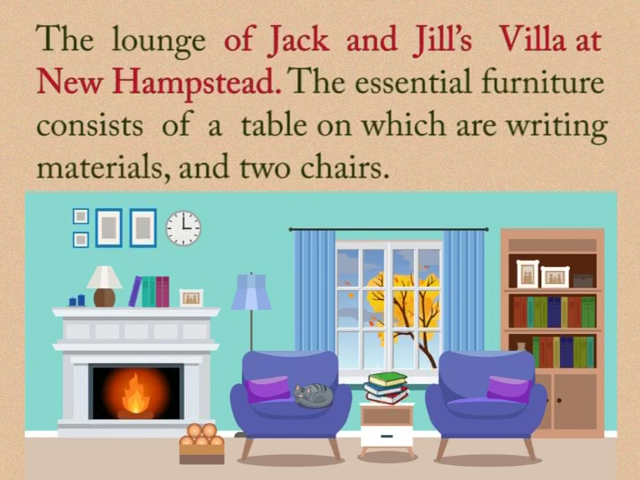 The lounge of Jack and Jill's Villa at
New Hampstead. The essential furniture
consists of a table on which are writing
materials, and two chairs.